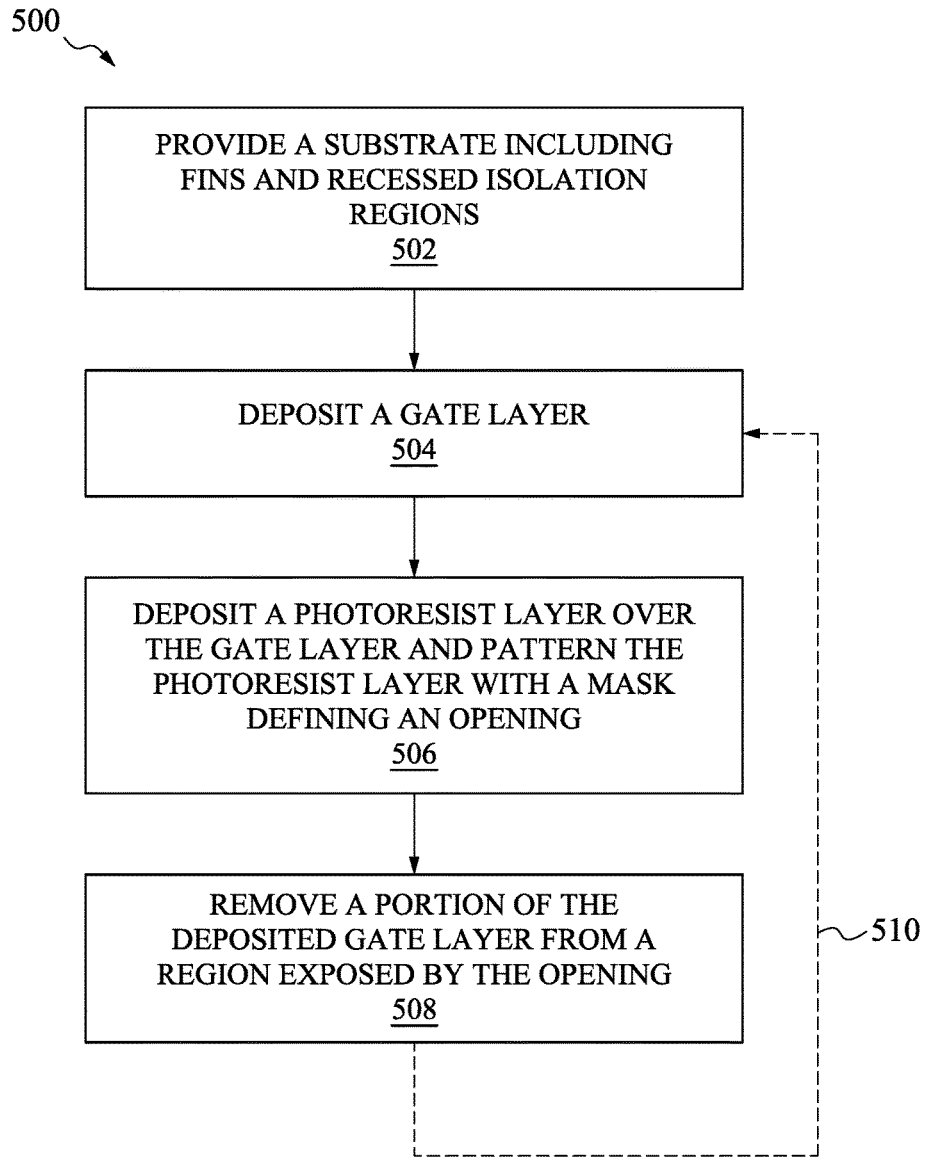 500
PROVIDE A SUBSTRATE INCLUDING
FINS AND RECESSED ISOLATION
REGIONS
502
DEPOSIT A GATE LAYER
504
DEPOSIT A PHOTORESIST LAYER OVER
THE GATE LAYER AND PATTERN THE
PHOTORESIST LAYER WITH A MASK
DEFINING AN OPENING
506
REMOVE A PORTION OF THE
DEPOSITED GATE LAYER FROM A
REGION EXPOSED BY THE OPENING
508
510